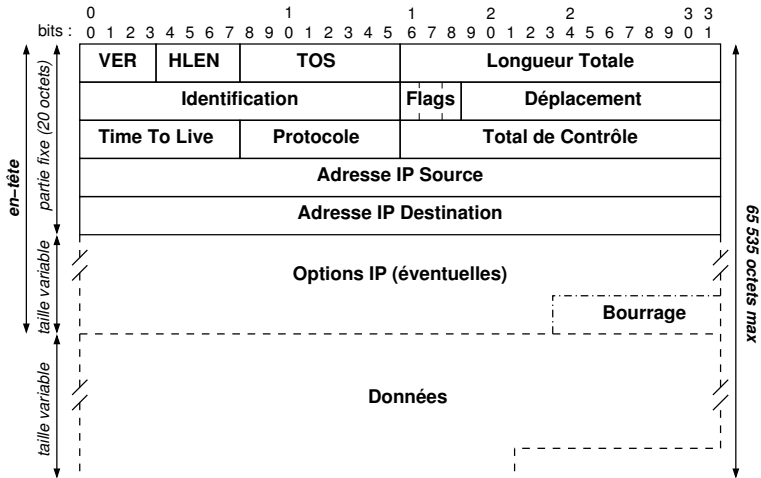 0 1 1 2 2 3 3
bits : 0 1 2 3 4 5 6 7 8 9 0 1 2 3 4 5 6 7 8 9 0 1 2 3 4 5 6 7 8 9 0 1
VER HLEN TOS Longueur Totale
Identification Flags Déplacement
Time To Live Protocole Total de Contrôle
Adresse IP Source
Adresse IP Destination
Options IP (éventuelles)
Bourrage
Données
en–tête
partie fixe (20 octets)
taille variable
taille variable
65 535 octets max